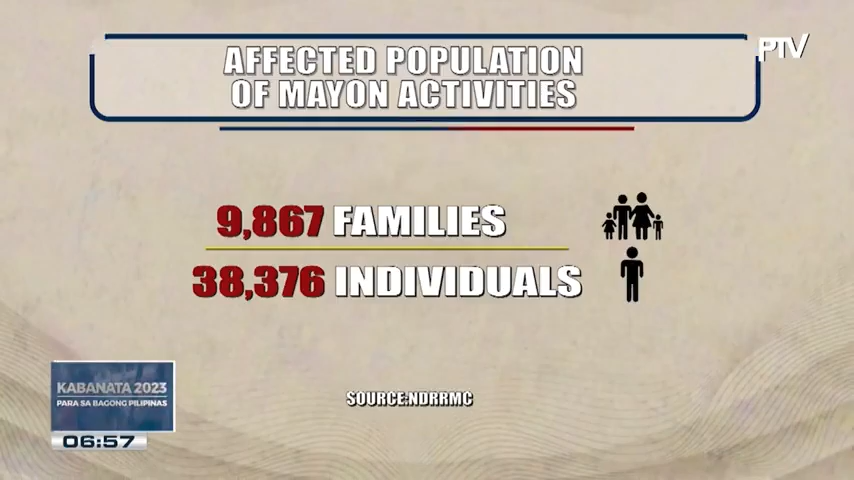 PTV
AFFECTED POPULATION
OF MAYON ACTIVITIES
9,867 FAMILIES
38,376 INDIVIDUALS
SOURCE:NDRRMC
KABANATA 2023
PARA SA BAGONG PILIPINAS
06:57